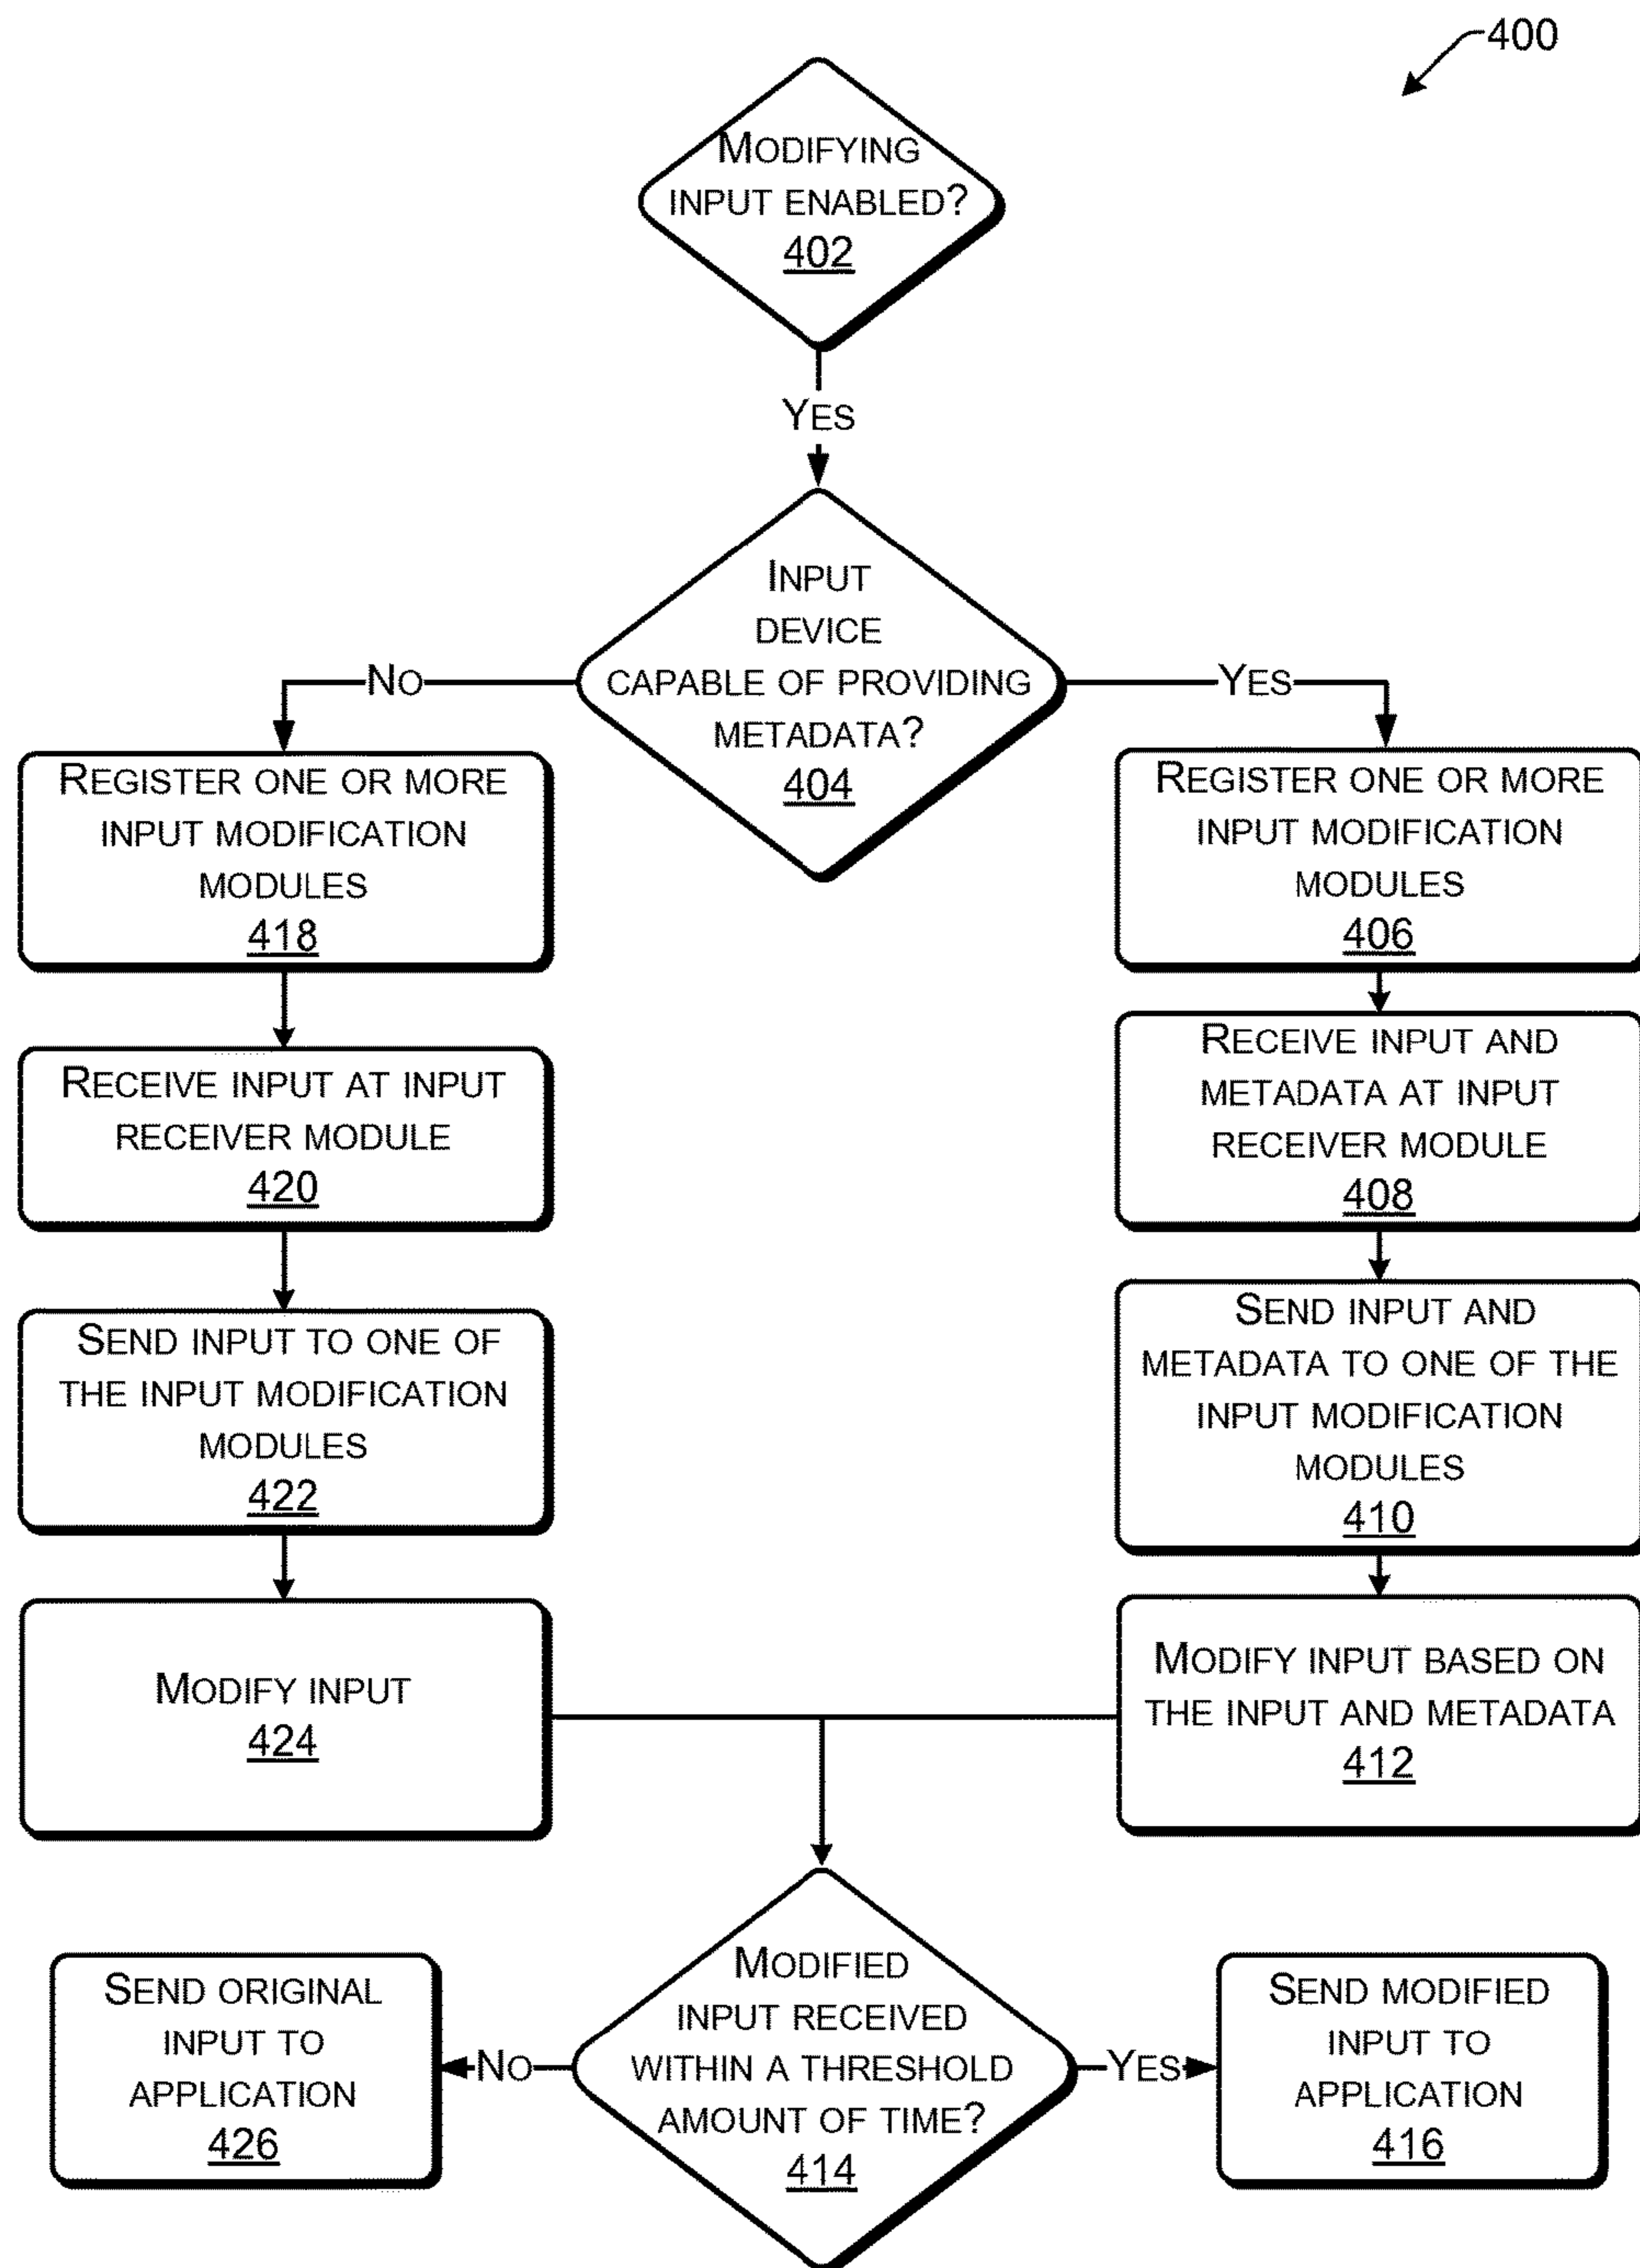 400
MODIFYING
INPUT ENABLED?
402
YES
INPUT
DEVICE
CAPABLE OF PROVIDING
METADATA?
404
NO
YES
REGISTER ONE OR MORE
INPUT MODIFICATION
MODULES
418
REGISTER ONE OR MORE
INPUT MODIFICATION
MODULES
406
RECEIVE INPUT AT INPUT
RECEIVER MODULE
420
RECEIVE INPUT AND
METADATA AT INPUT
RECEIVER MODULE
408
SEND INPUT TO ONE OF
THE INPUT MODIFICATION
MODULES
422
SEND INPUT AND
METADATA TO ONE OF THE
INPUT MODIFICATION
MODULES
410
MODIFY INPUT
424
MODIFY INPUT BASED ON
THE INPUT AND METADATA
412
MODIFIED
INPUT RECEIVED
WITHIN A THRESHOLD
AMOUNT OF TIME?
414
NO
YES
SEND ORIGINAL
INPUT TO
APPLICATION
426
SEND MODIFIED
INPUT TO
APPLICATION
416